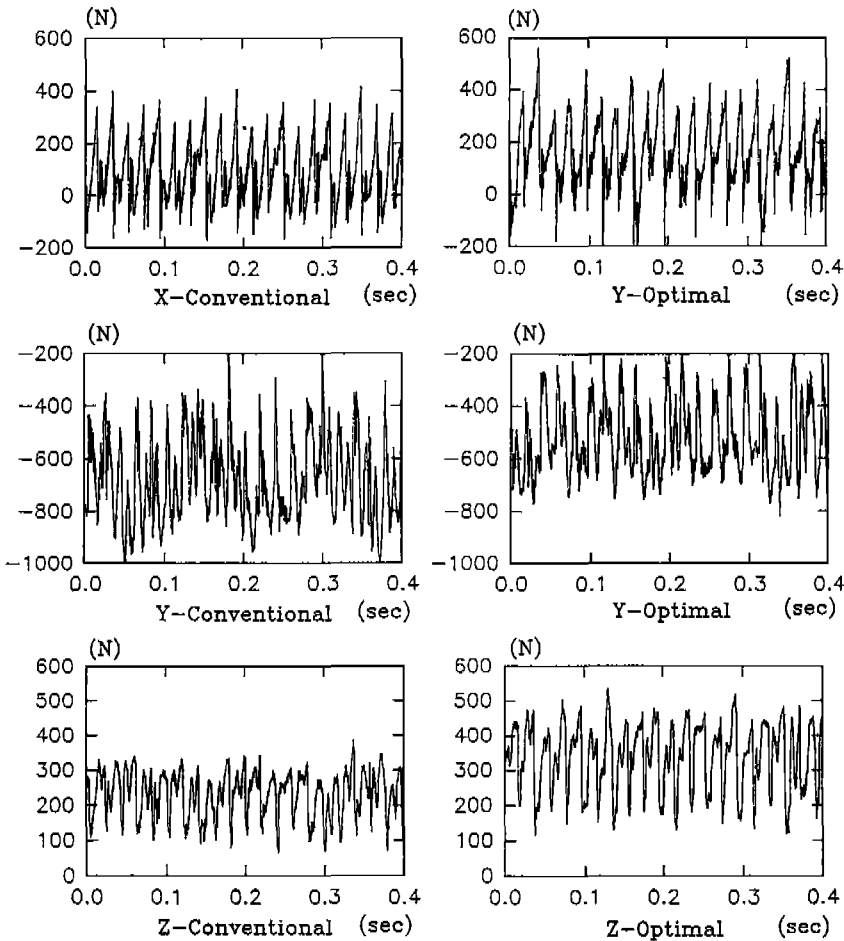 (N)
600
400
200
0
−200
0.0 0.1 0.2 0.3 0.4
X−Conventional (sec)
(N)
600
400
200
0
−200
0.0 0.1 0.2 0.3 0.4
Y−Optimal (sec)
(N)
−200
−400
−600
−800
−1000
0.0 0.1 0.2 0.3 0.4
Y−Conventional (sec)
(N)
−200
−400
−600
−800
−1000
0.0 0.1 0.2 0.3 0.4
Y−Optimal (sec)
(N)
600
500
400
300
200
100
0
0.0 0.1 0.2 0.3 0.4
Z−Conventional (sec)
(N)
600
500
400
300
200
100
0
0.0 0.1 0.2 0.3 0.4
Z−Optimal (sec)